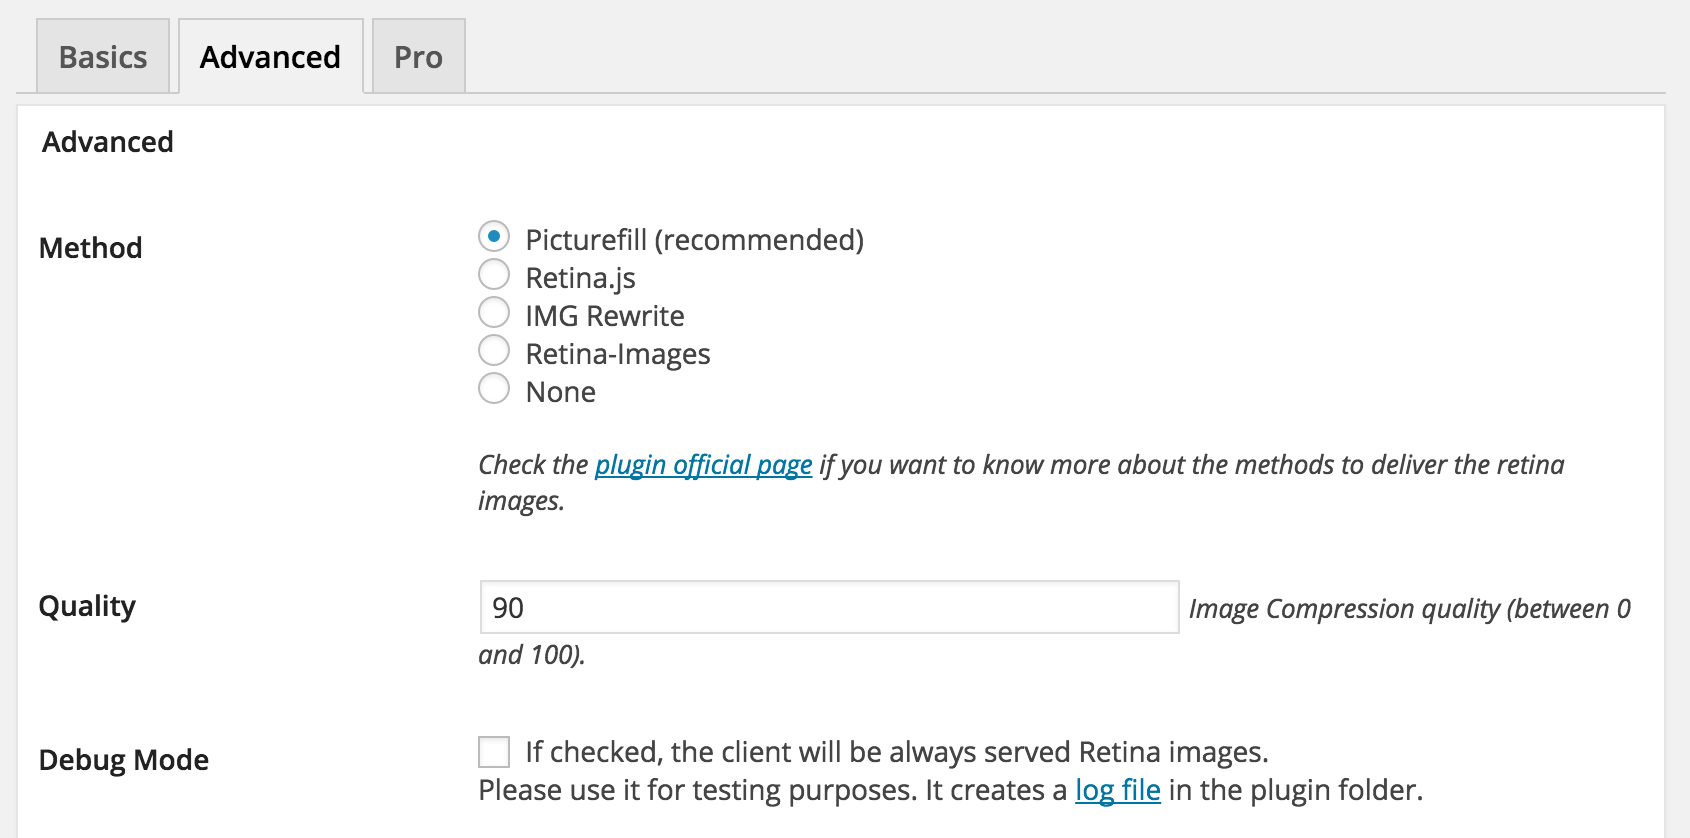 Basics Advanced Pro
Advanced
Method
Picturefill (recommended)
Retina.js
IMG Rewrite
Retina-Images
None
Check the plugin official page if you want to know more about the methods to deliver the retina
images.
Quality
90 Image Compression quality (between 0
and 100).
Debug Mode
If checked, the client will be always served Retina images.
Please use it for testing purposes. It creates a log file in the plugin folder.